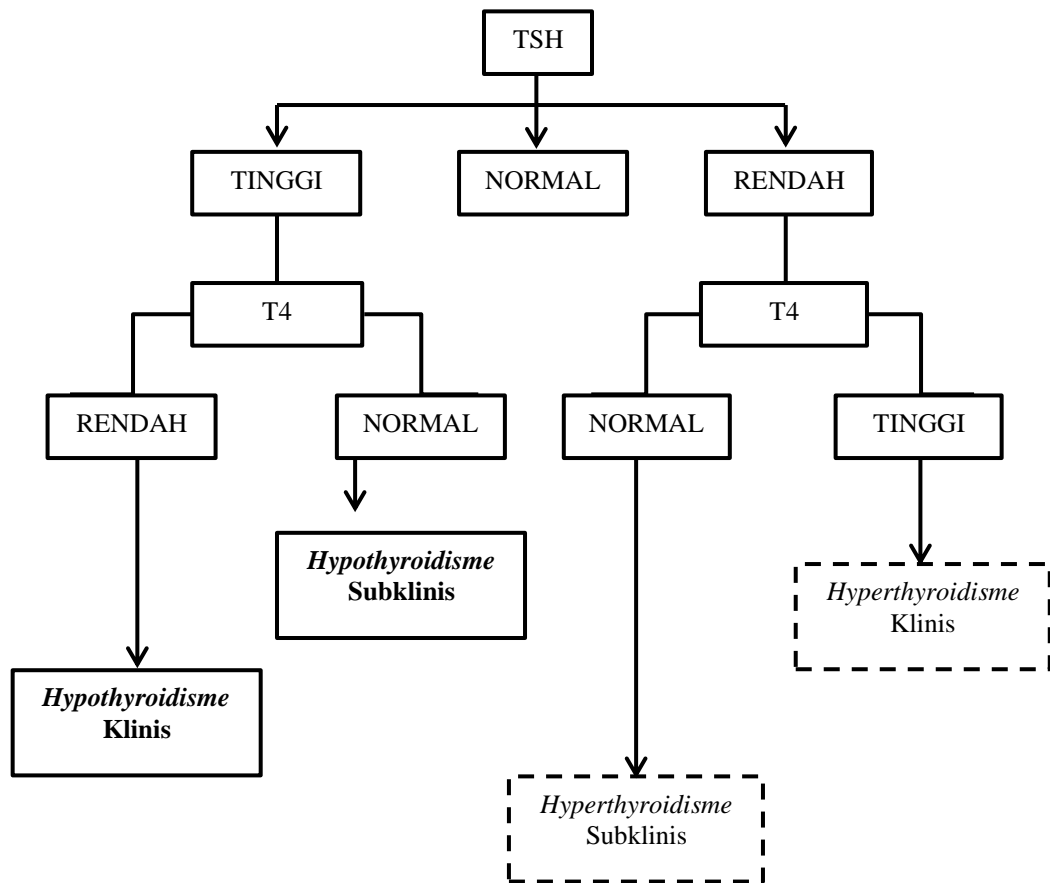 TSH
TINGGI
NORMAL
RENDAH
T4
T4
RENDAH
NORMAL
NORMAL
TINGGI
Hypothyroidisme
Subklinis
Hyperthyroidisme
Klinis
Hypothyroidisme
Klinis
Hyperthyroidisme
Subklinis